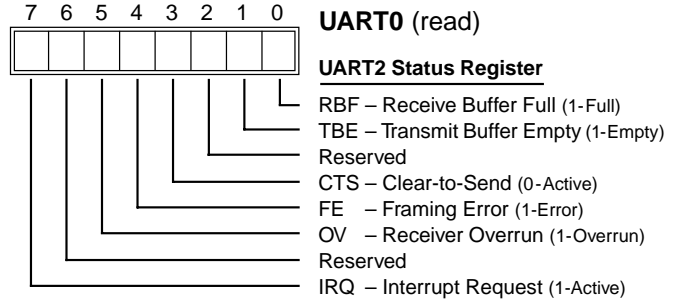 7 6 5 4 3 2 1 0
UART0 (read)
UART2 Status Register
RBF – Receive Buffer Full (1-Full)
TBE – Transmit Buffer Empty (1-Empty)
Reserved
CTS – Clear-to-Send (0-Active)
FE – Framing Error (1-Error)
OV – Receiver Overrun (1-Overrun)
Reserved
IRQ – Interrupt Request (1-Active)